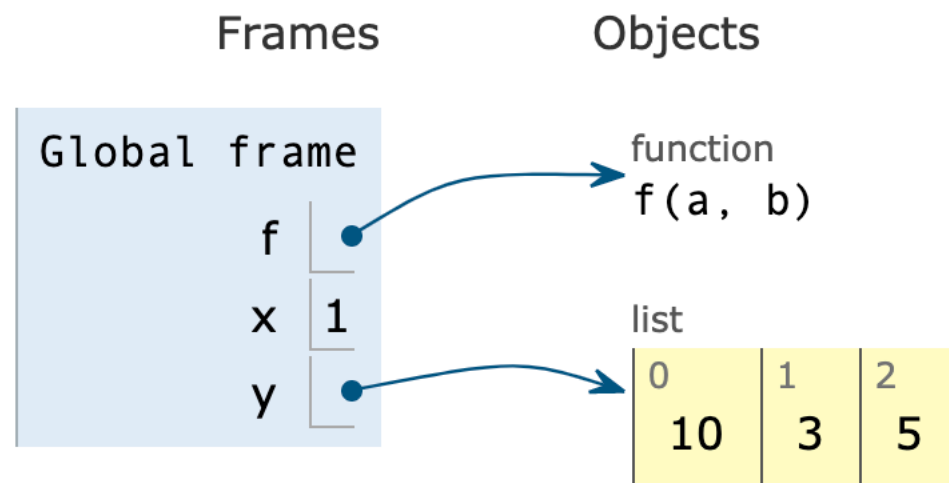 Frames Objects
Global frame
function
f(a, b)
f
x 1
list
y
0 1 2
10 3 5